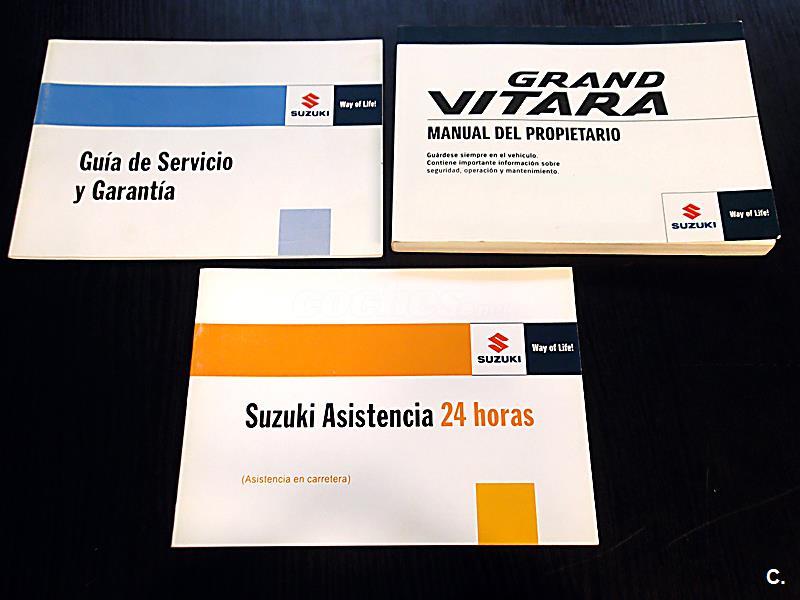 SUZUKI
Way of Life!
Guía de Servicio
y Garantía
GRAND
VITARA
MANUAL DEL PROPIETARIO
Guárdese siempre en el vehículo.
Contiene importante información sobre
seguridad, operación y mantenimiento.
SUZUKI
Way of Life!
coches.net
SUZUKI
Way of Life!
Suzuki Asistencia 24 horas
(Asistencia en carretera)
C.